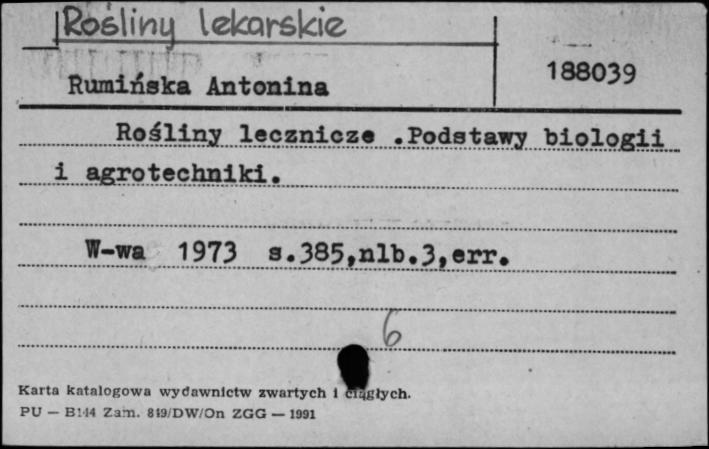 Rośliny lekarskie
Rumińska Antonina
188039
Rośliny lecznicze .Podstawy biologii
i agrotechniki.
W-wa 1973 s.385,nlb.3,err.
6
Karta katalogowa wydawnictw zwartych i ciągłych.
PU — B144 Zam. 819/DW/On ZGG — 1991